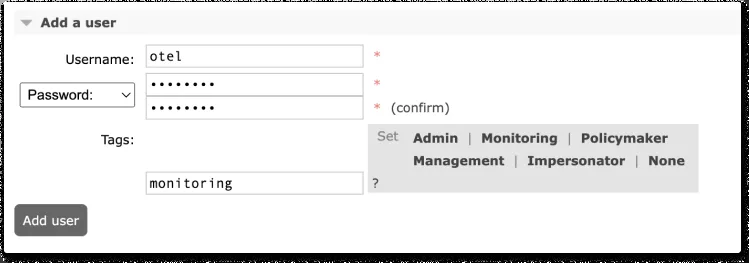 Add a user
Username: otel *
Password: •••••••• *
•••••••• * (confirm)
Tags: Set Admin | Monitoring | Policymaker
Management | Impersonator | None
monitoring ?
Add user